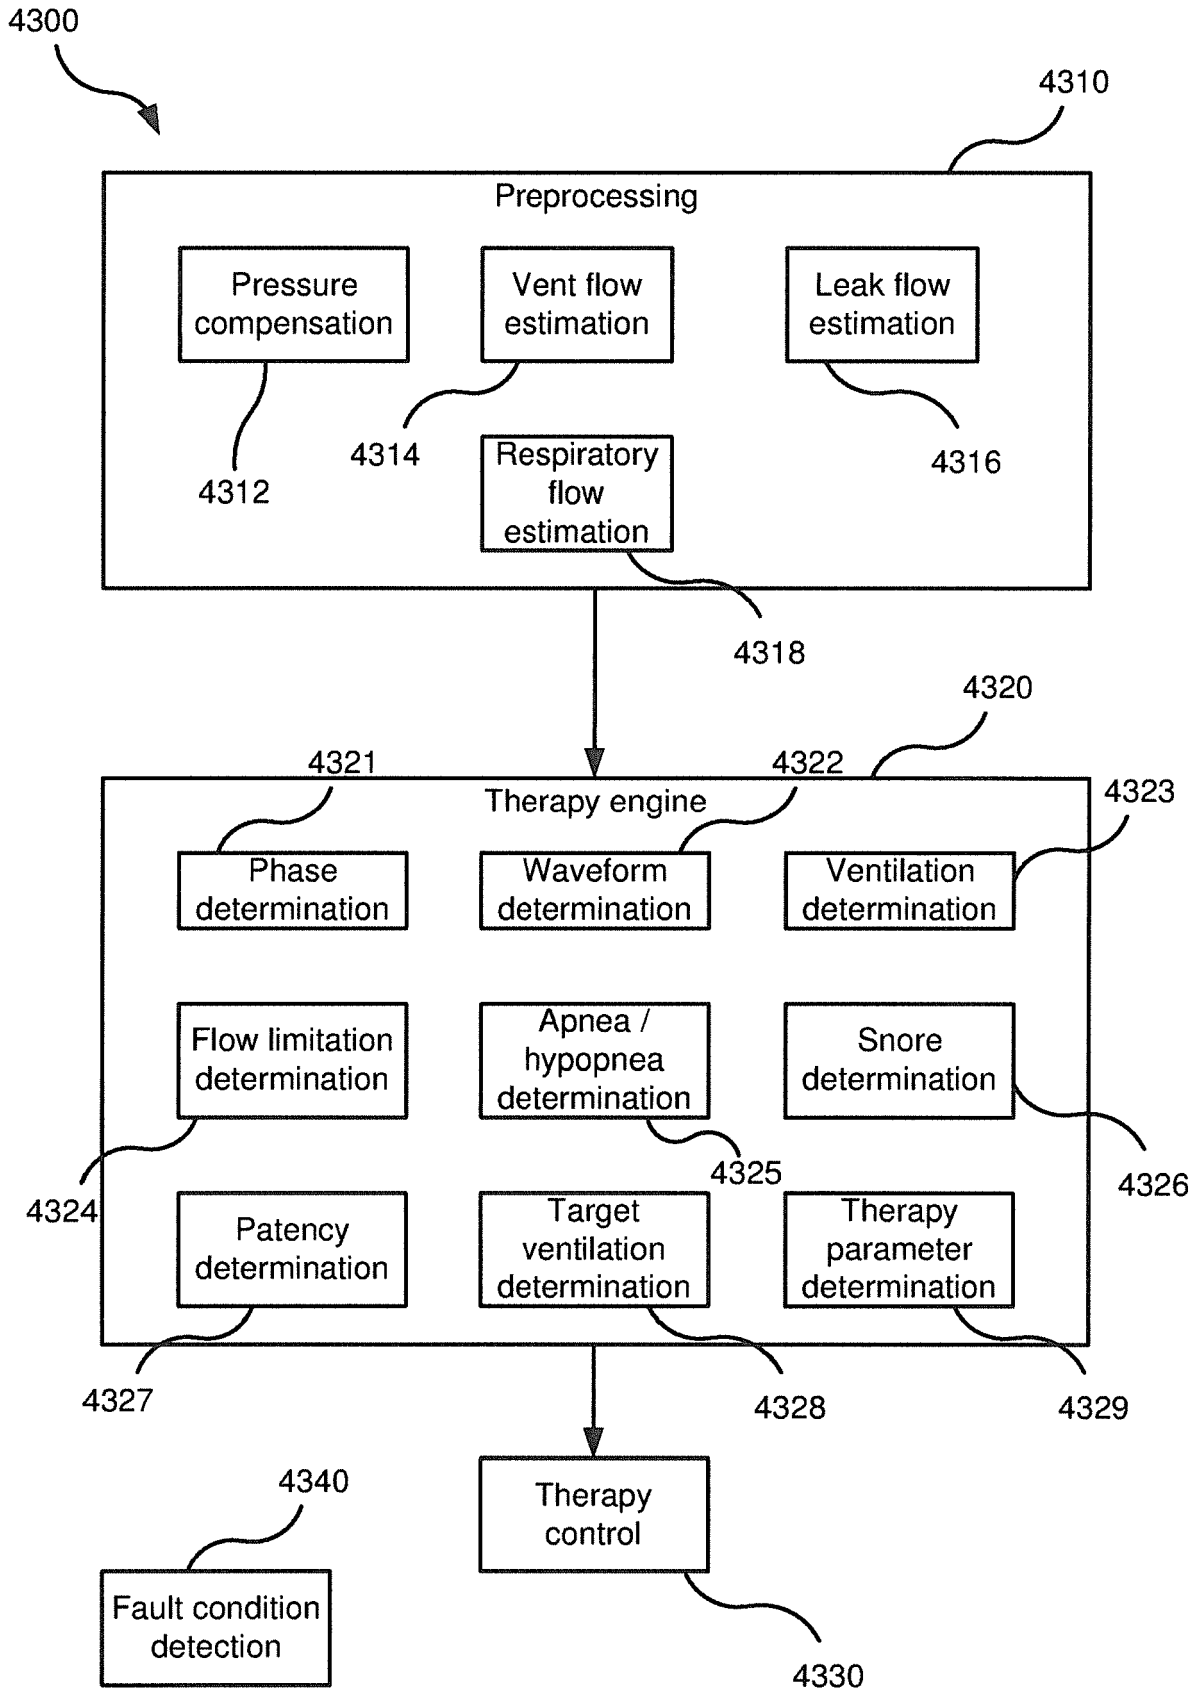 4300
4310
Preprocessing
Pressure
compensation
Vent flow
estimation
Leak flow
estimation
4312
4314
4316
Respiratory
flow
estimation
4318
4320
4321
4322
4323
Therapy engine
Phase
determination
Waveform
determination
Ventilation
determination
Flow limitation
determination
Apnea /
hypopnea
determination
Snore
determination
4324
4325
4326
Patency
determination
Target
ventilation
determination
Therapy
parameter
determination
4327
4328
4329
Therapy
control
4330
4340
Fault condition
detection